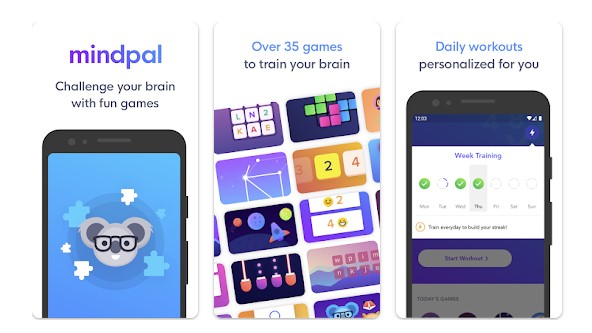 mindpal
Challenge your brain
with fun games
Over 35 games
to train your brain
L N 2
K A E
3 2 4
2
4
w p i m
n k j o
Daily workouts
personalized for you
12:03
Week Training
Mon Tue Wed Thu Fri Sat Sun
Train everyday to build your streak!
Start Workout >
TODAY'S GAMES